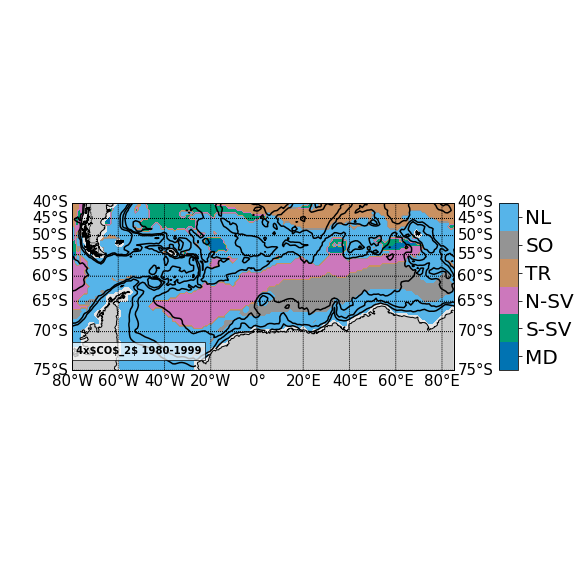 40°S 40°S
45°S 45°S
50°S 50°S
55°S 55°S
60°S 60°S
65°S 65°S
70°S 70°S
75°S 75°S
4x$CO$_2$ 1980-1999
80°W 60°W 40°W 20°W 0° 20°E 40°E 60°E 80°E
NL
SO
TR
N-SV
S-SV
MD